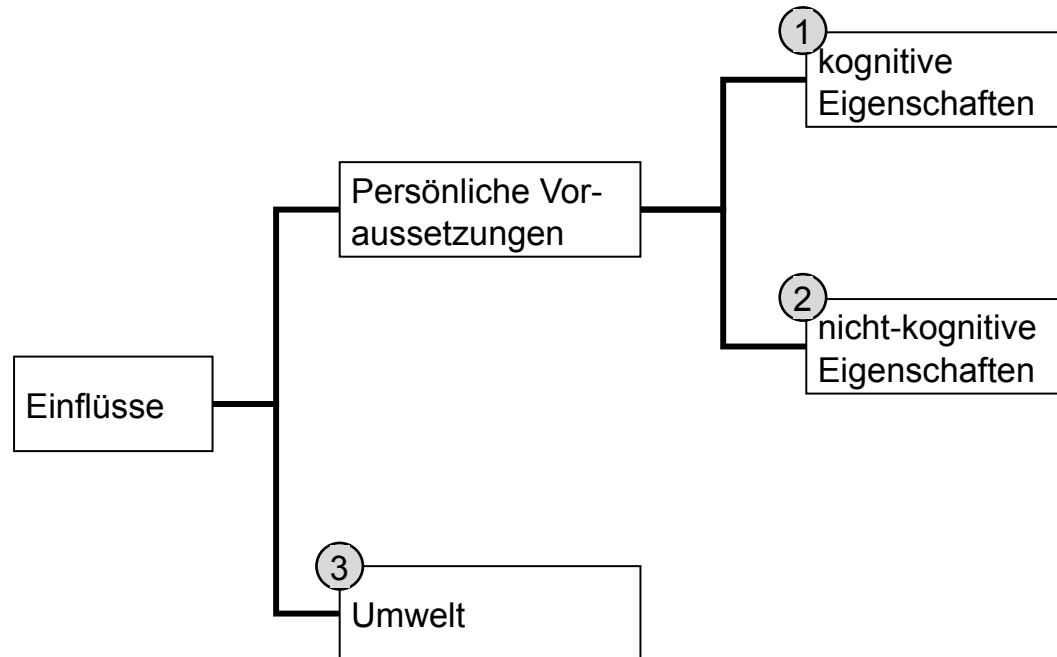 1
kognitive
Eigenschaften
Persönliche Vor-
aussetzungen
2
nicht-kognitive
Eigenschaften
Einflüsse
3
Umwelt